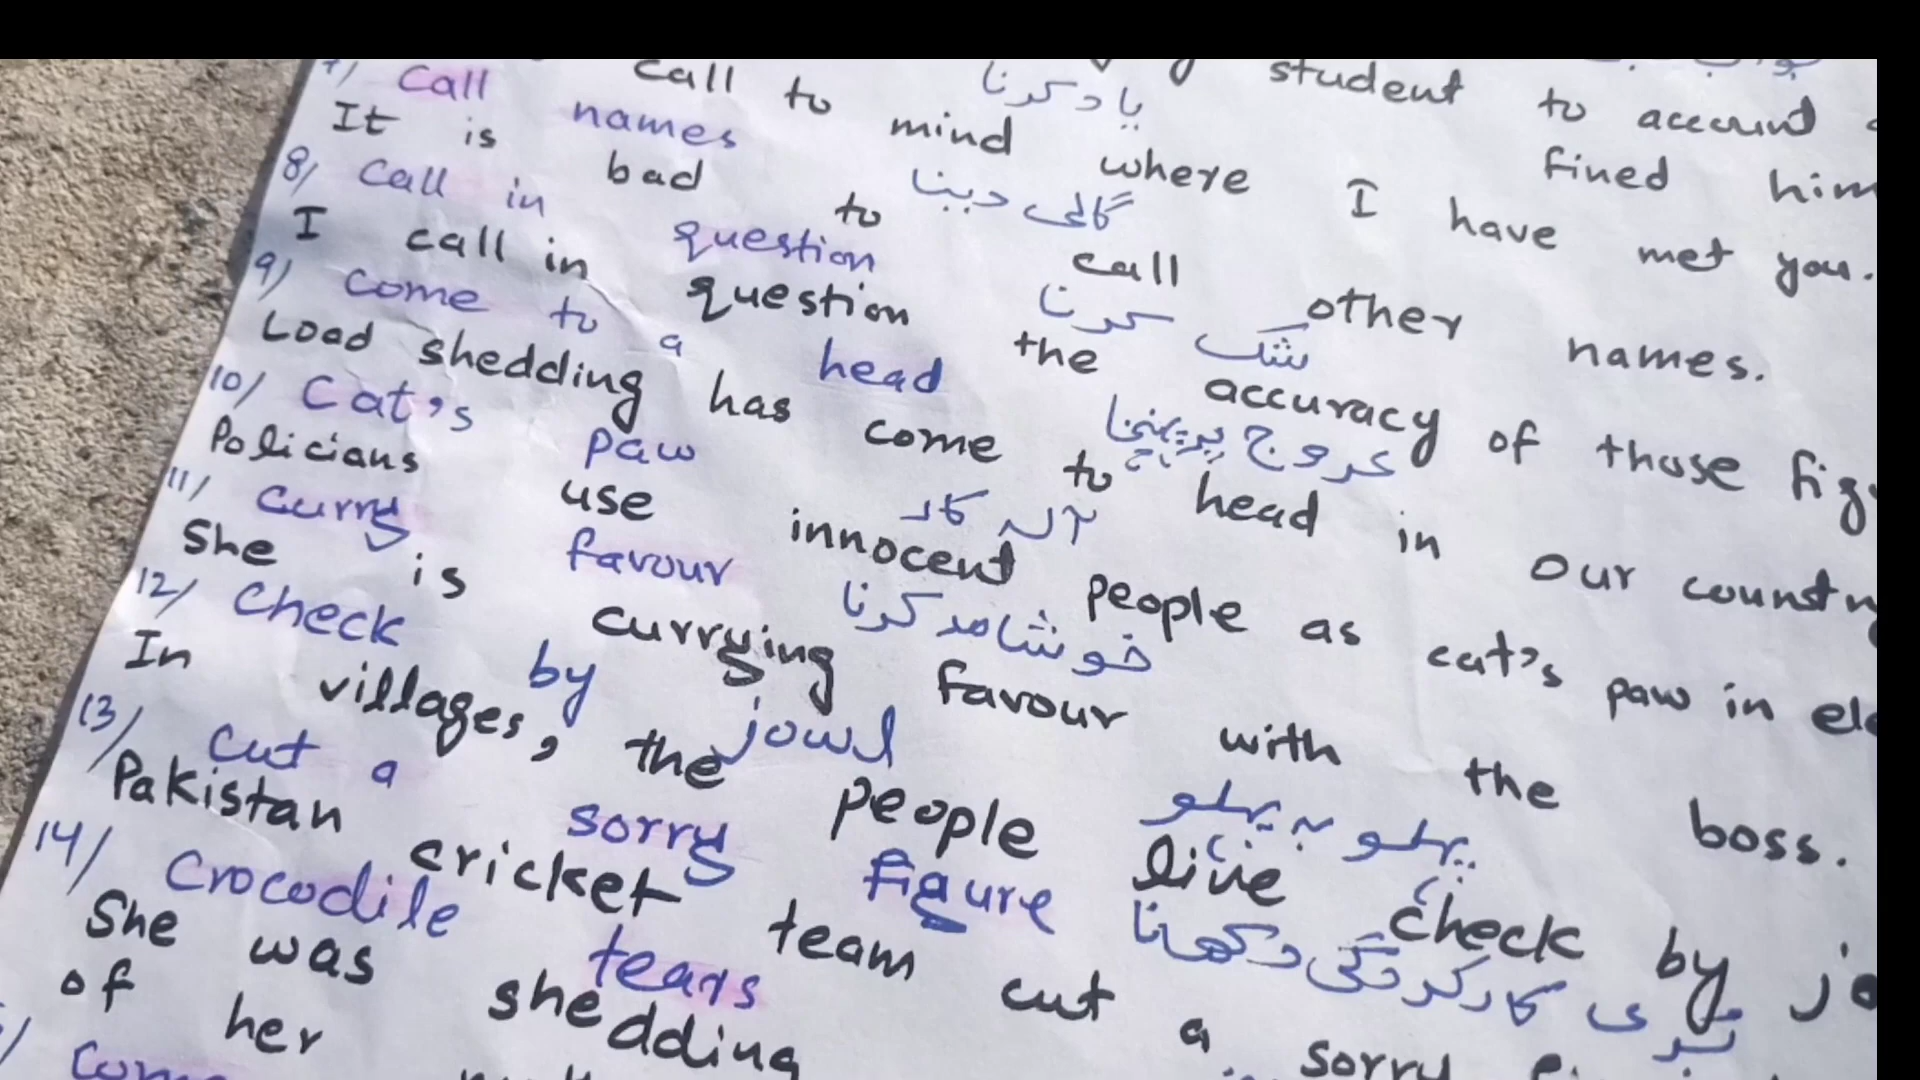 student to account
fined him
call to mind where I have met you.
7/ Call names گالی دینا
یاد کرنا
It is bad to call other names.
8/ Call in question شک کرنا
I call in question the accuracy of those
9/ Come to a head عروج پر پہنچنا
Load shedding has come to head in our
10/ Cat's paw آلہ کار
Policians use innocent people as cat's paw in
11/ Curry favour خوشامد کرنا
She is currying favour with the boss.
12/ Check by jowl پہلو بہ پہلو
In villages, the people live check by
13/ Cut a sorry figure بری کارکردگی دکھانا
Pakistan cricket team cut a sorry
14/ Crocodile tears
She was shedding
of her